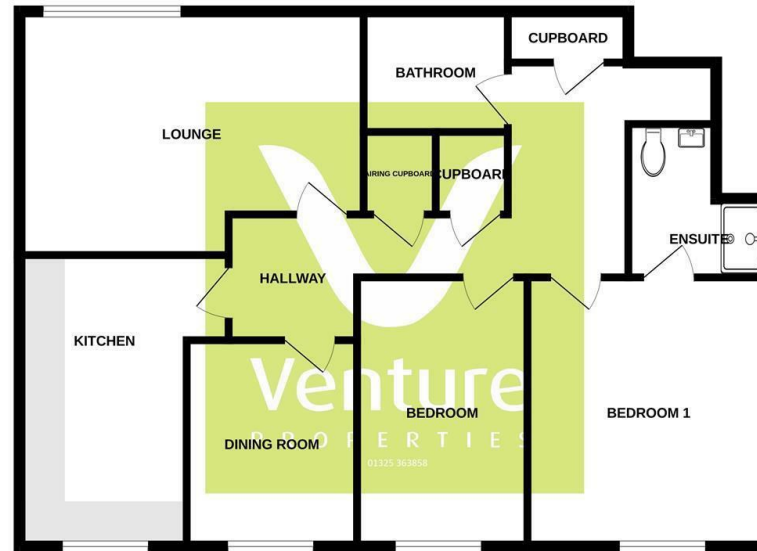 CUPBOARD
BATHROOM
LOUNGE
AIRING CUPBOARD
CUPBOARD
ENSUITE
HALLWAY
KITCHEN
Venture
PROPERTIES
01325 363858
BEDROOM
BEDROOM 1
DINING ROOM